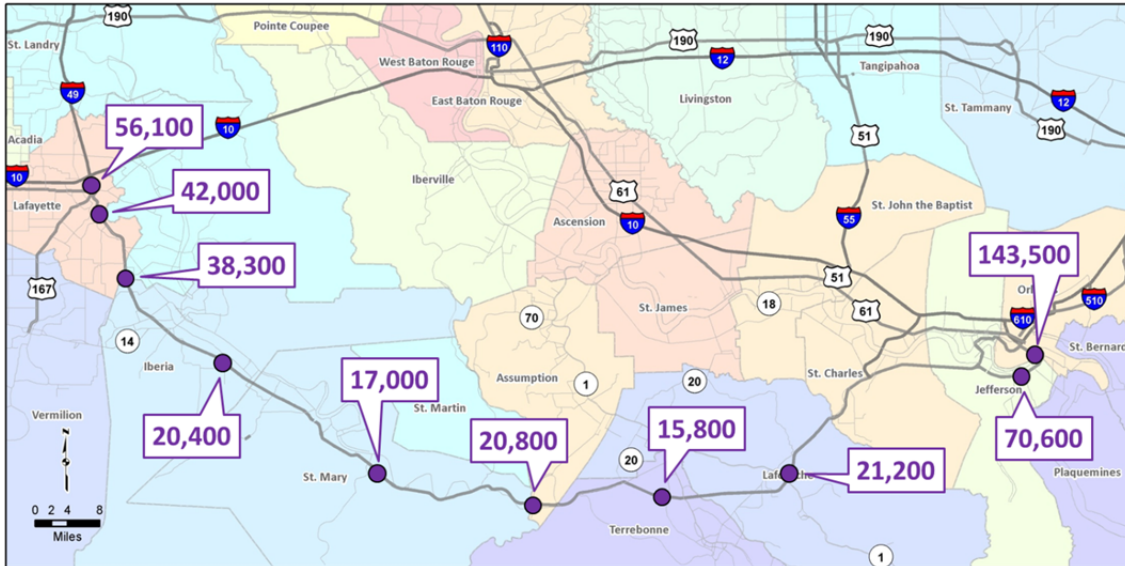 190
Pointe Coupee
St. Landry
110
190
190
West Baton Rouge
12
Tangipahoa
East Baton Rouge
Livingston
49
St. Tammany
12
190
Acadia
56,100
10
51
10
42,000
Iberville
61
Lafayette
Ascension
10
St. John the Baptist
55
38,300
143,500
167
51
Or
510
St. James
18
61
610
70
14
St. Bernard
Iberia
17,000
Assumption
1
20
St. Charles
Jefferson
St. Martin
Vermilion
20,400
20,800
15,800
70,600
20
21,200
Plaquemines
St. Mary
Laf
che
0 2 4 8
Miles
Terrebonne
1